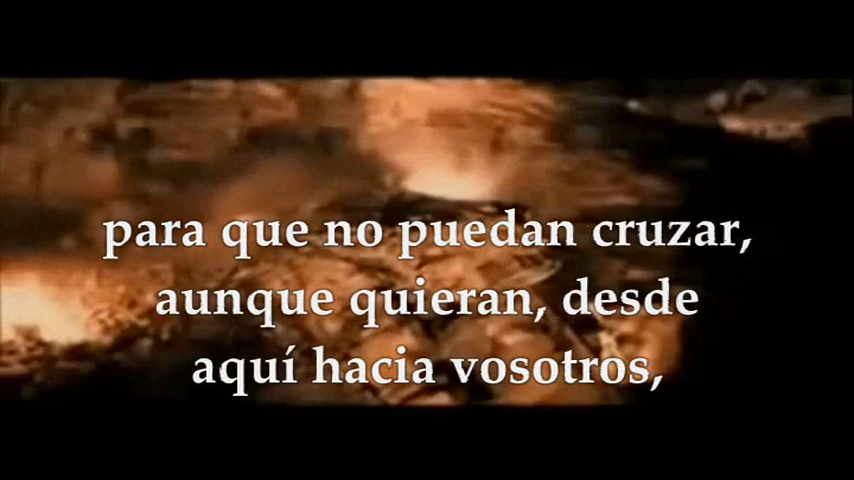 para que no puedan cruzar,
aunque quieran, desde
aquí hacia vosotros,